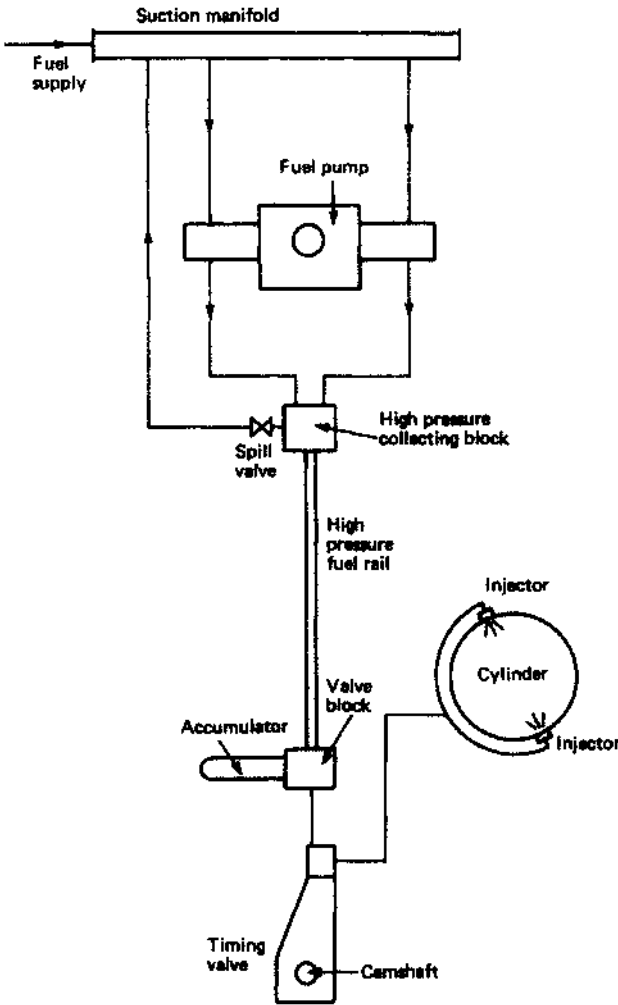 Suction manifold
Fuel
supply
Fuel pump
High pressure
collecting block
Spill
valve
High
pressure
fuel rail
Injector
Cylinder
Injector
Valve
block
Accumulator
Timing
valve
Camshaft